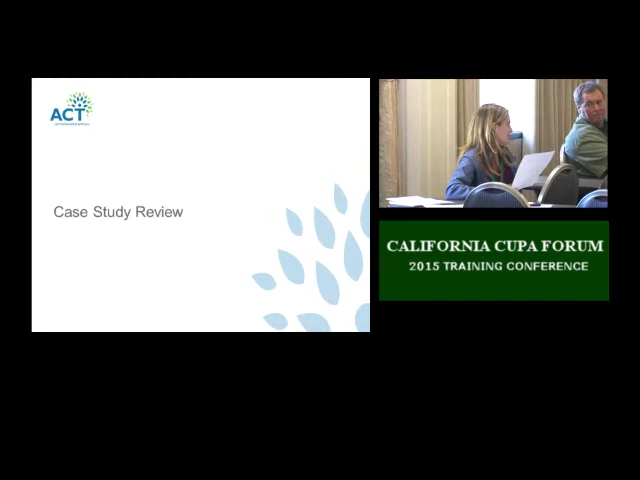 ACT
Case Study Review
CALIFORNIA CUPA FORUM
2015 TRAINING CONFERENCE